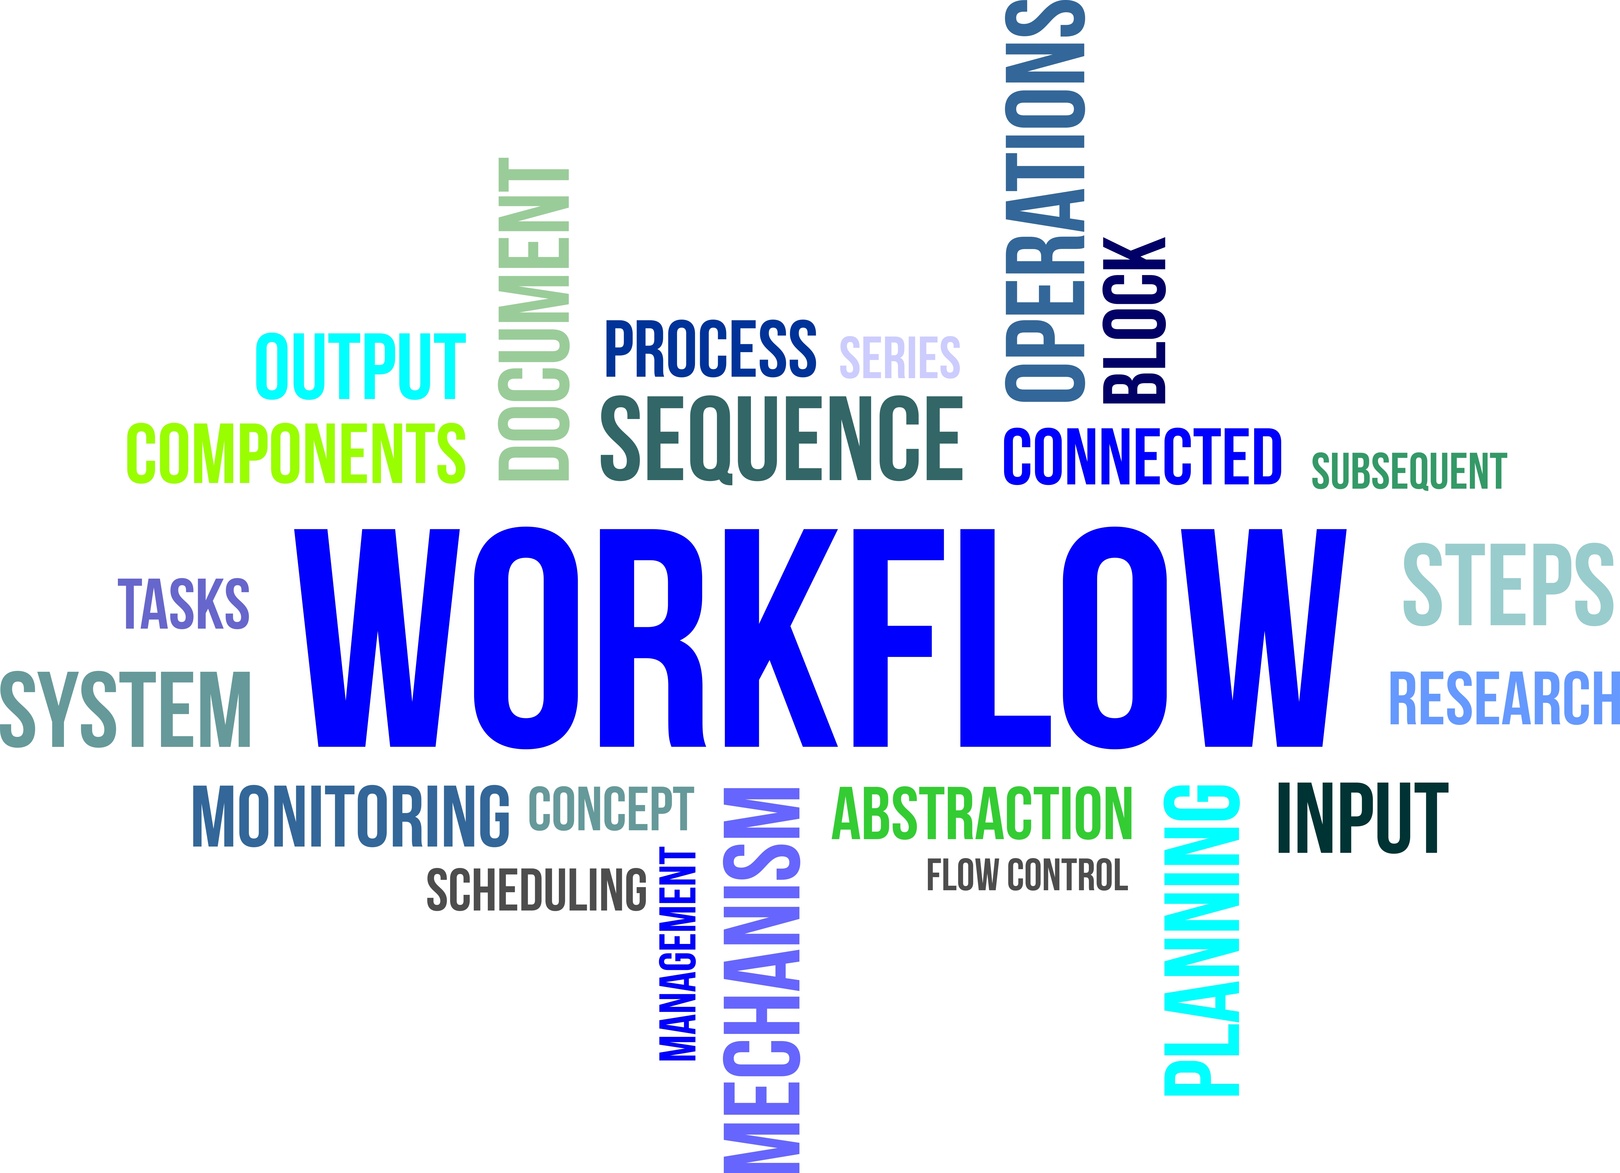 OPERATIONS
DOCUMENT
BLOCK
PROCESS
SERIES
OUTPUT
SEQUENCE
COMPONENTS
CONNECTED
SUBSEQUENT
WORKFLOW
TASKS
STEPS
SYSTEM
RESEARCH
MONITORING
CONCEPT
MECHANISM
ABSTRACTION
PLANNING
INPUT
SCHEDULING
MANAGEMENT
FLOW CONTROL